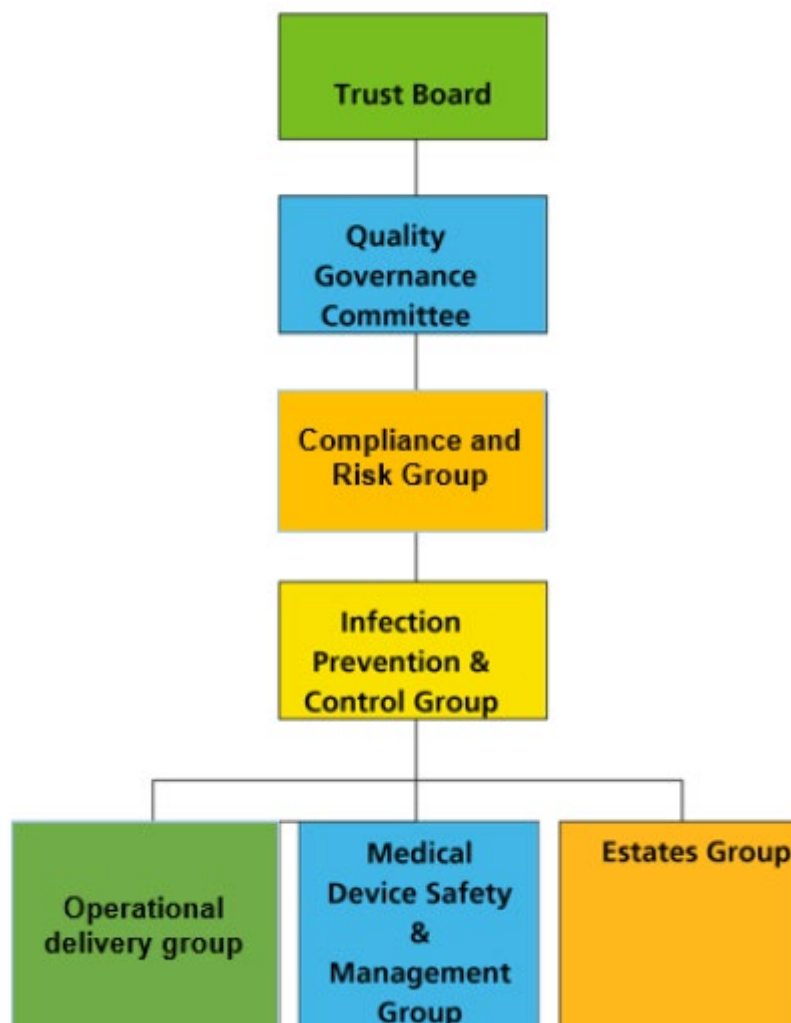 Trust Board
Quality
Governance
Committee
Compliance and
Risk Group
Infection
Prevention &
Control Group
Operational
delivery group
Medical
Device Safety
&
Management
Group
Estates Group